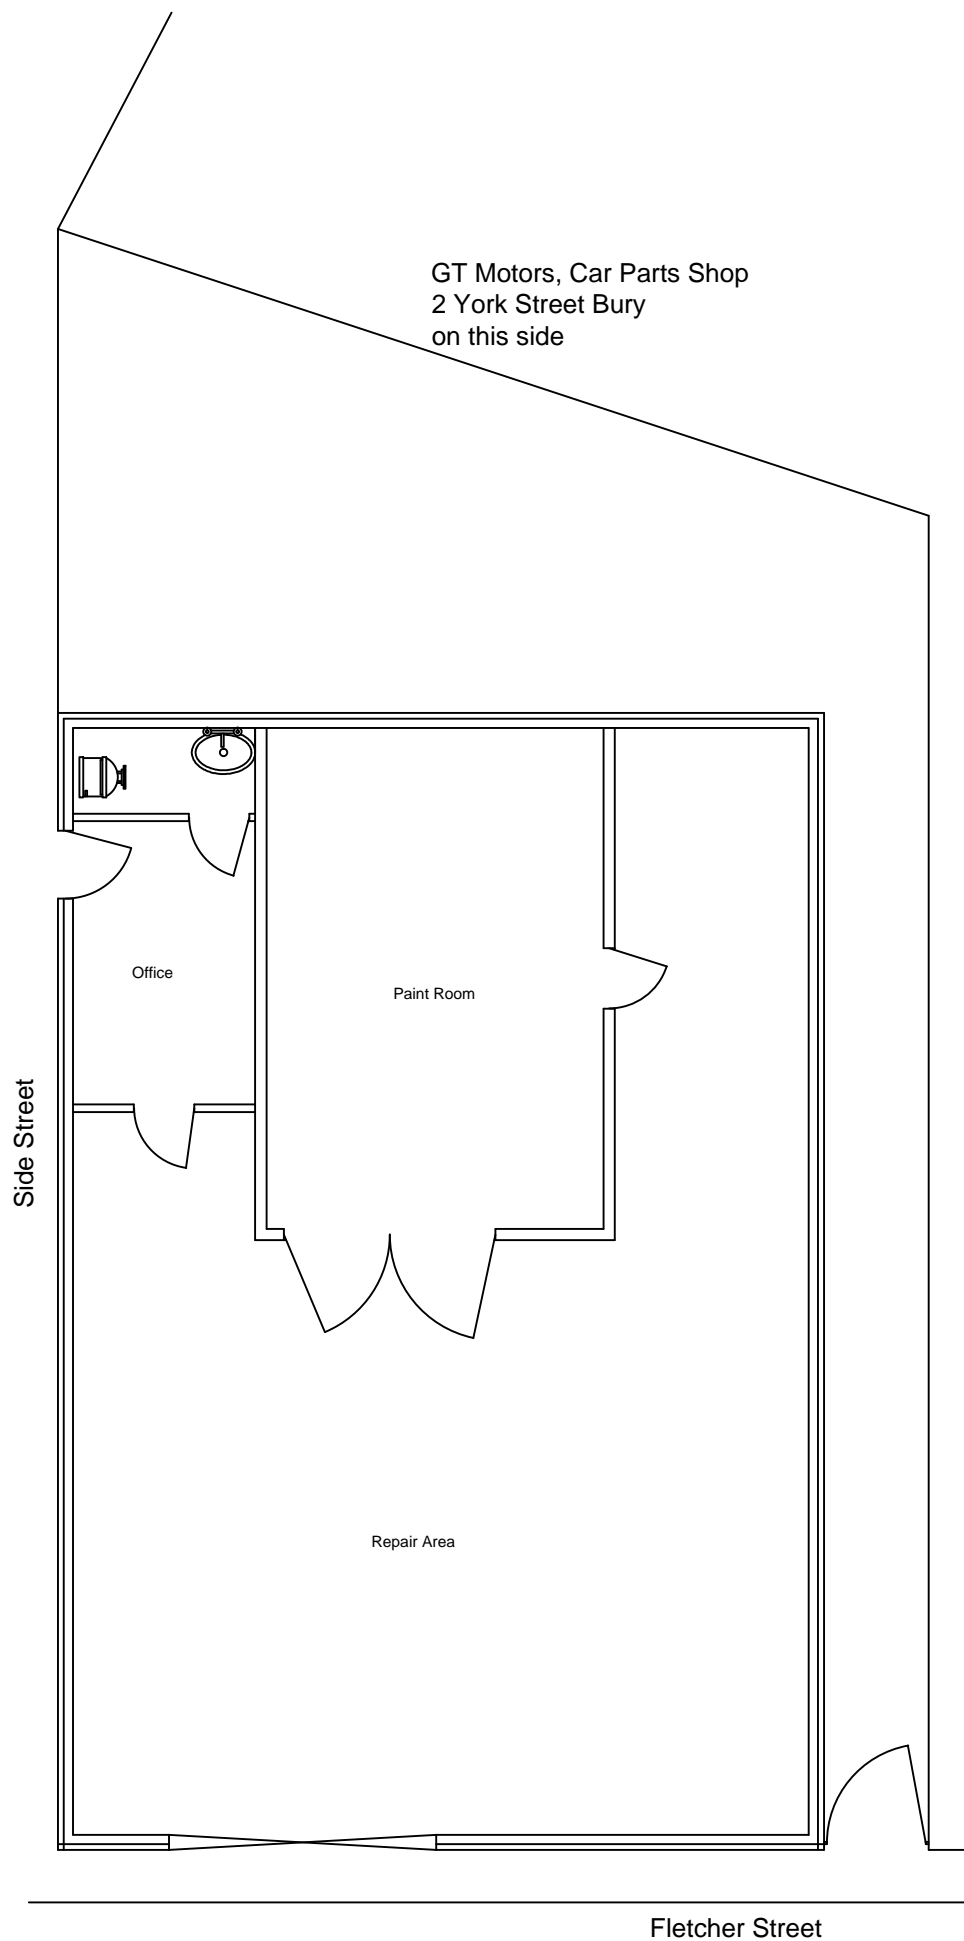 GT Motors, Car Parts Shop
2 York Street Bury
on this side
Office
Paint Room
Side Street
Repair Area
Fletcher Street